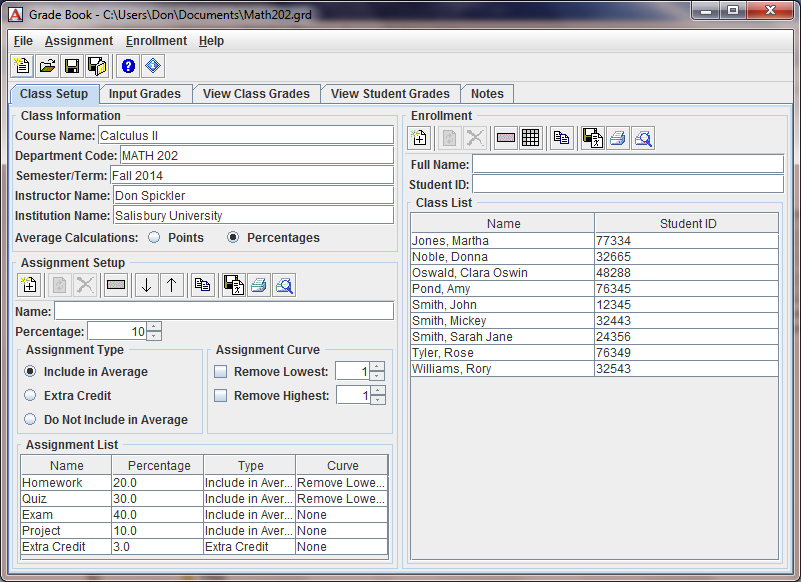 Grade Book - C:\Users\Don\Documents\Math202.grd
File Assignment Enrollment Help
Class Setup Input Grades View Class Grades View Student Grades Notes
Class Information
Course Name: Calculus II
Department Code: MATH 202
Semester/Term: Fall 2014
Instructor Name: Don Spickler
Institution Name: Salisbury University
Average Calculations: Points Percentages
Assignment Setup
Name:
Percentage: 10
Assignment Type
Include in Average
Extra Credit
Do Not Include in Average
Assignment Curve
Remove Lowest: 1
Remove Highest: 1
Assignment List
Name Percentage Type Curve
Homework 20.0 Include in Aver... Remove Lowe...
Quiz 30.0 Include in Aver... Remove Lowe...
Exam 40.0 Include in Aver... None
Project 10.0 Include in Aver... None
Extra Credit 3.0 Extra Credit None
Enrollment
Full Name:
Student ID:
Class List
Name Student ID
Jones, Martha 77334
Noble, Donna 32665
Oswald, Clara Oswin 48288
Pond, Amy 76345
Smith, John 12345
Smith, Mickey 32443
Smith, Sarah Jane 24356
Tyler, Rose 76349
Williams, Rory 32543